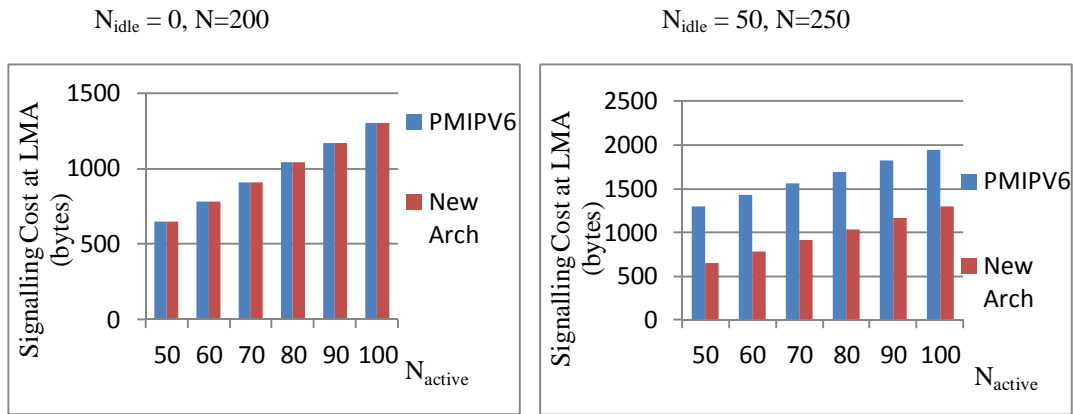 N_idle = 0, N=200
Signalling Cost at LMA
(bytes)
1500
1000
500
0
50 60 70 80 90 100
N_active
PMIPV6
New
Arch
N_idle = 50, N=250
Signalling Cost at LMA
(bytes)
2500
2000
1500
1000
500
0
50 60 70 80 90 100
N_active
PMIPV6
New
Arch